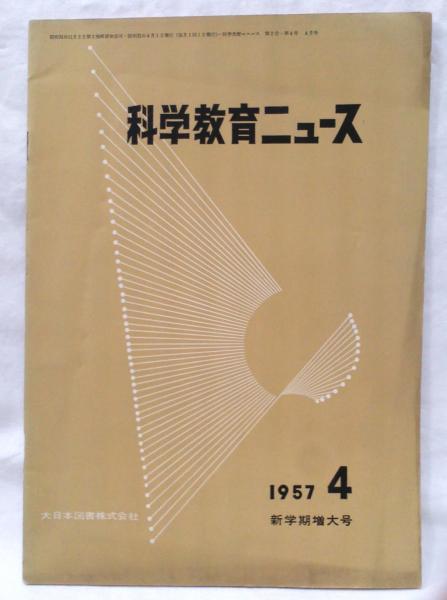 科学教育ニュース
1957 4
大日本図書株式会社
新学期増大号